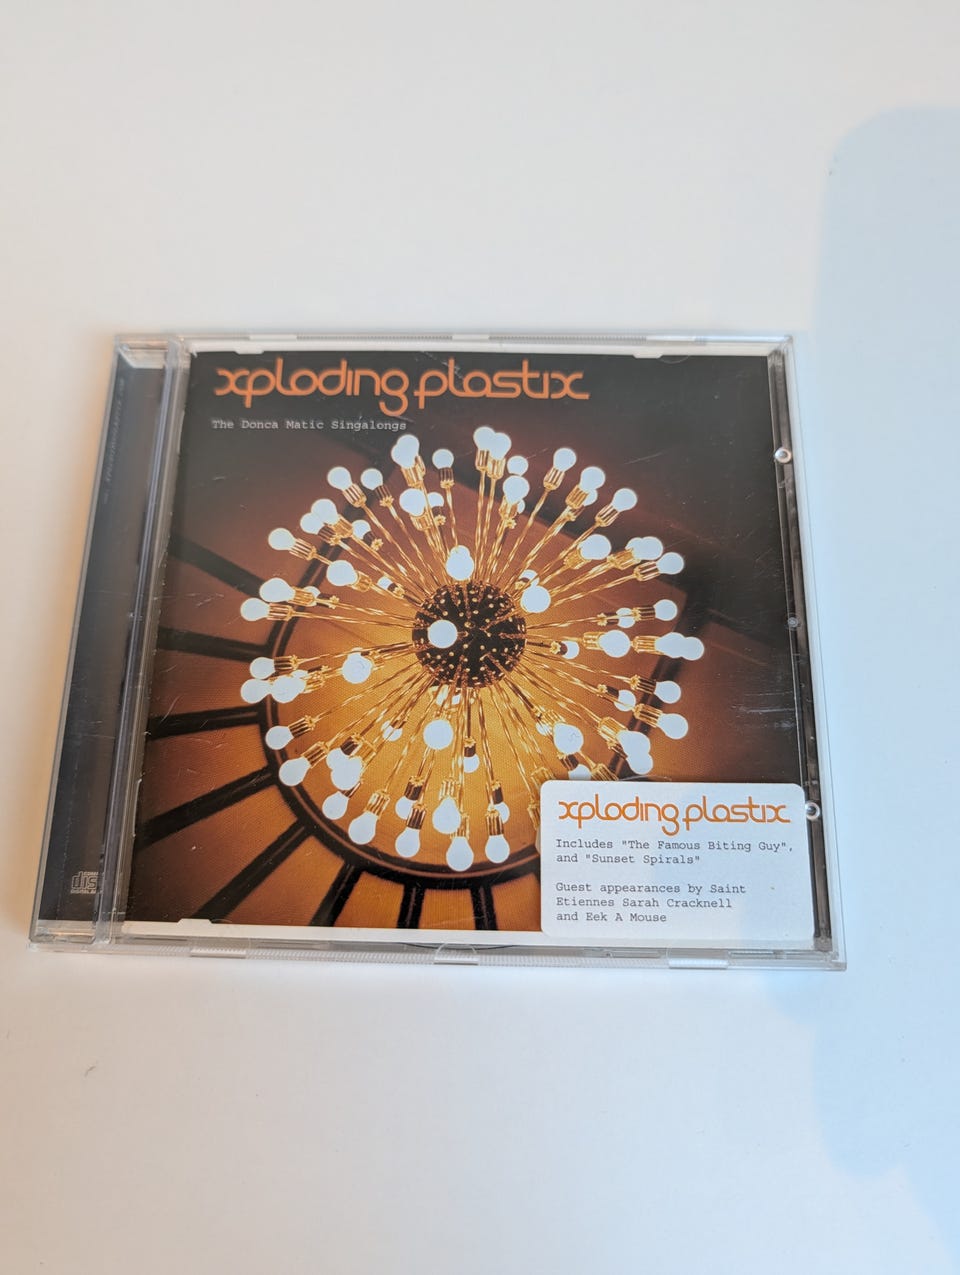 xploding plastix
The Donca Matic Singalongs
xploding plastix
Includes "The Famous Biting Guy",
and "Sunset Spirals"
Guest appearances by Saint
Etiennes Sarah Cracknell
and Eek A Mouse